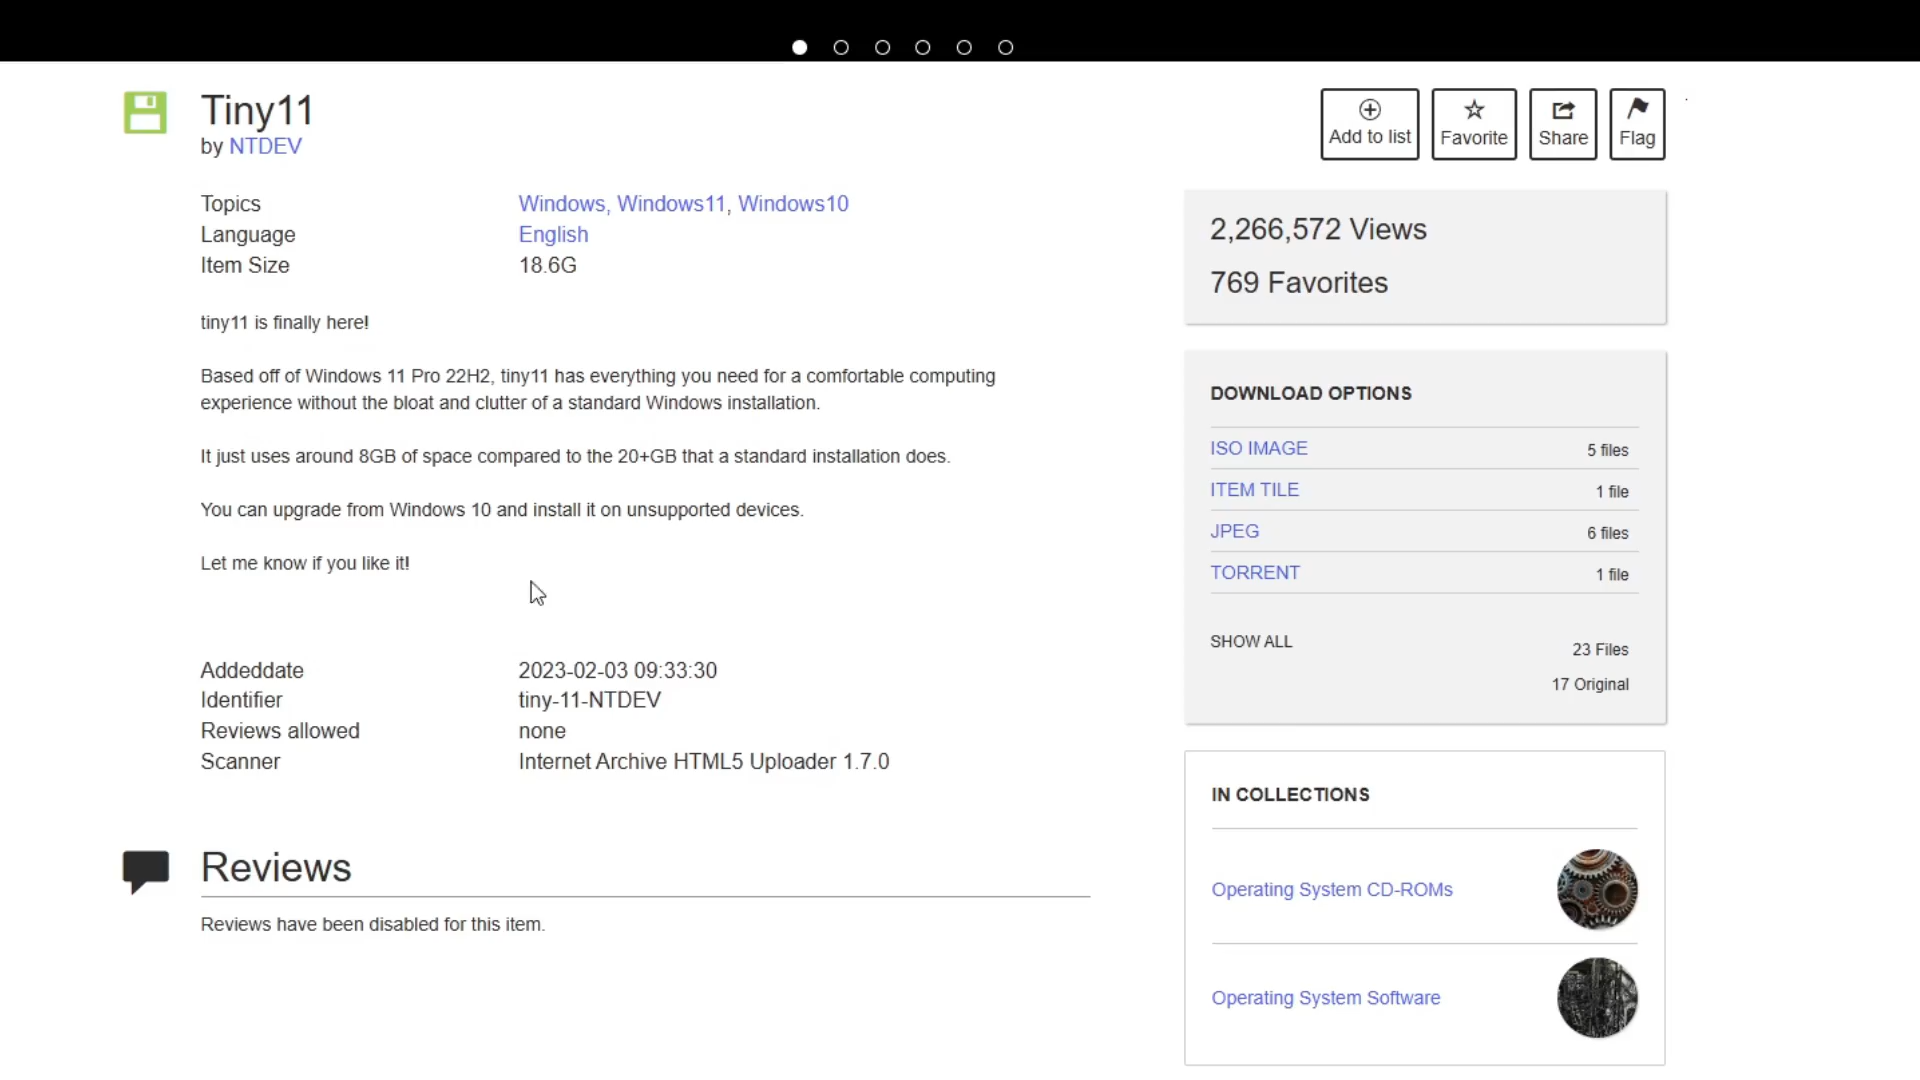 Tiny11
by NTDEV
Add to list
Favorite
Share
Flag
Topics Windows, Windows11, Windows10
Language English
Item Size 18.6G
2,266,572 Views
769 Favorites
tiny11 is finally here!
Based off of Windows 11 Pro 22H2, tiny11 has everything you need for a comfortable computing
experience without the bloat and clutter of a standard Windows installation.
It just uses around 8GB of space compared to the 20+GB that a standard installation does.
You can upgrade from Windows 10 and install it on unsupported devices.
Let me know if you like it!
DOWNLOAD OPTIONS
ISO IMAGE 5 files
ITEM TILE 1 file
JPEG 6 files
TORRENT 1 file
SHOW ALL 23 Files
17 Original
Addeddate 2023-02-03 09:33:30
Identifier tiny-11-NTDEV
Reviews allowed none
Scanner Internet Archive HTML5 Uploader 1.7.0
IN COLLECTIONS
Operating System CD-ROMs
Operating System Software
Reviews
Reviews have been disabled for this item.